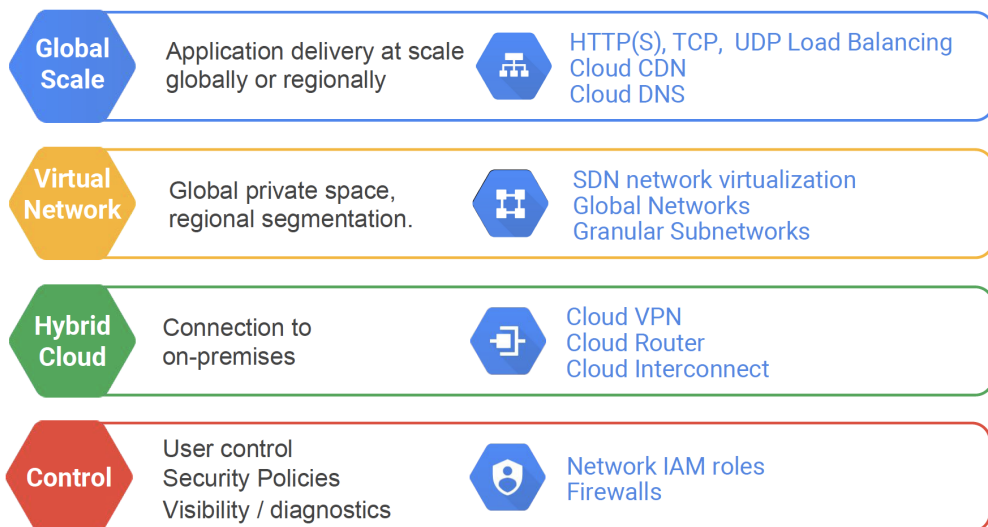 Global
Scale
Application delivery at scale
globally or regionally
HTTP(S), TCP, UDP Load Balancing
Cloud CDN
Cloud DNS
Virtual
Network
Global private space,
regional segmentation.
SDN network virtualization
Global Networks
Granular Subnetworks
Hybrid
Cloud
Connection to
on-premises
Cloud VPN
Cloud Router
Cloud Interconnect
Control
User control
Security Policies
Visibility / diagnostics
Network IAM roles
Firewalls